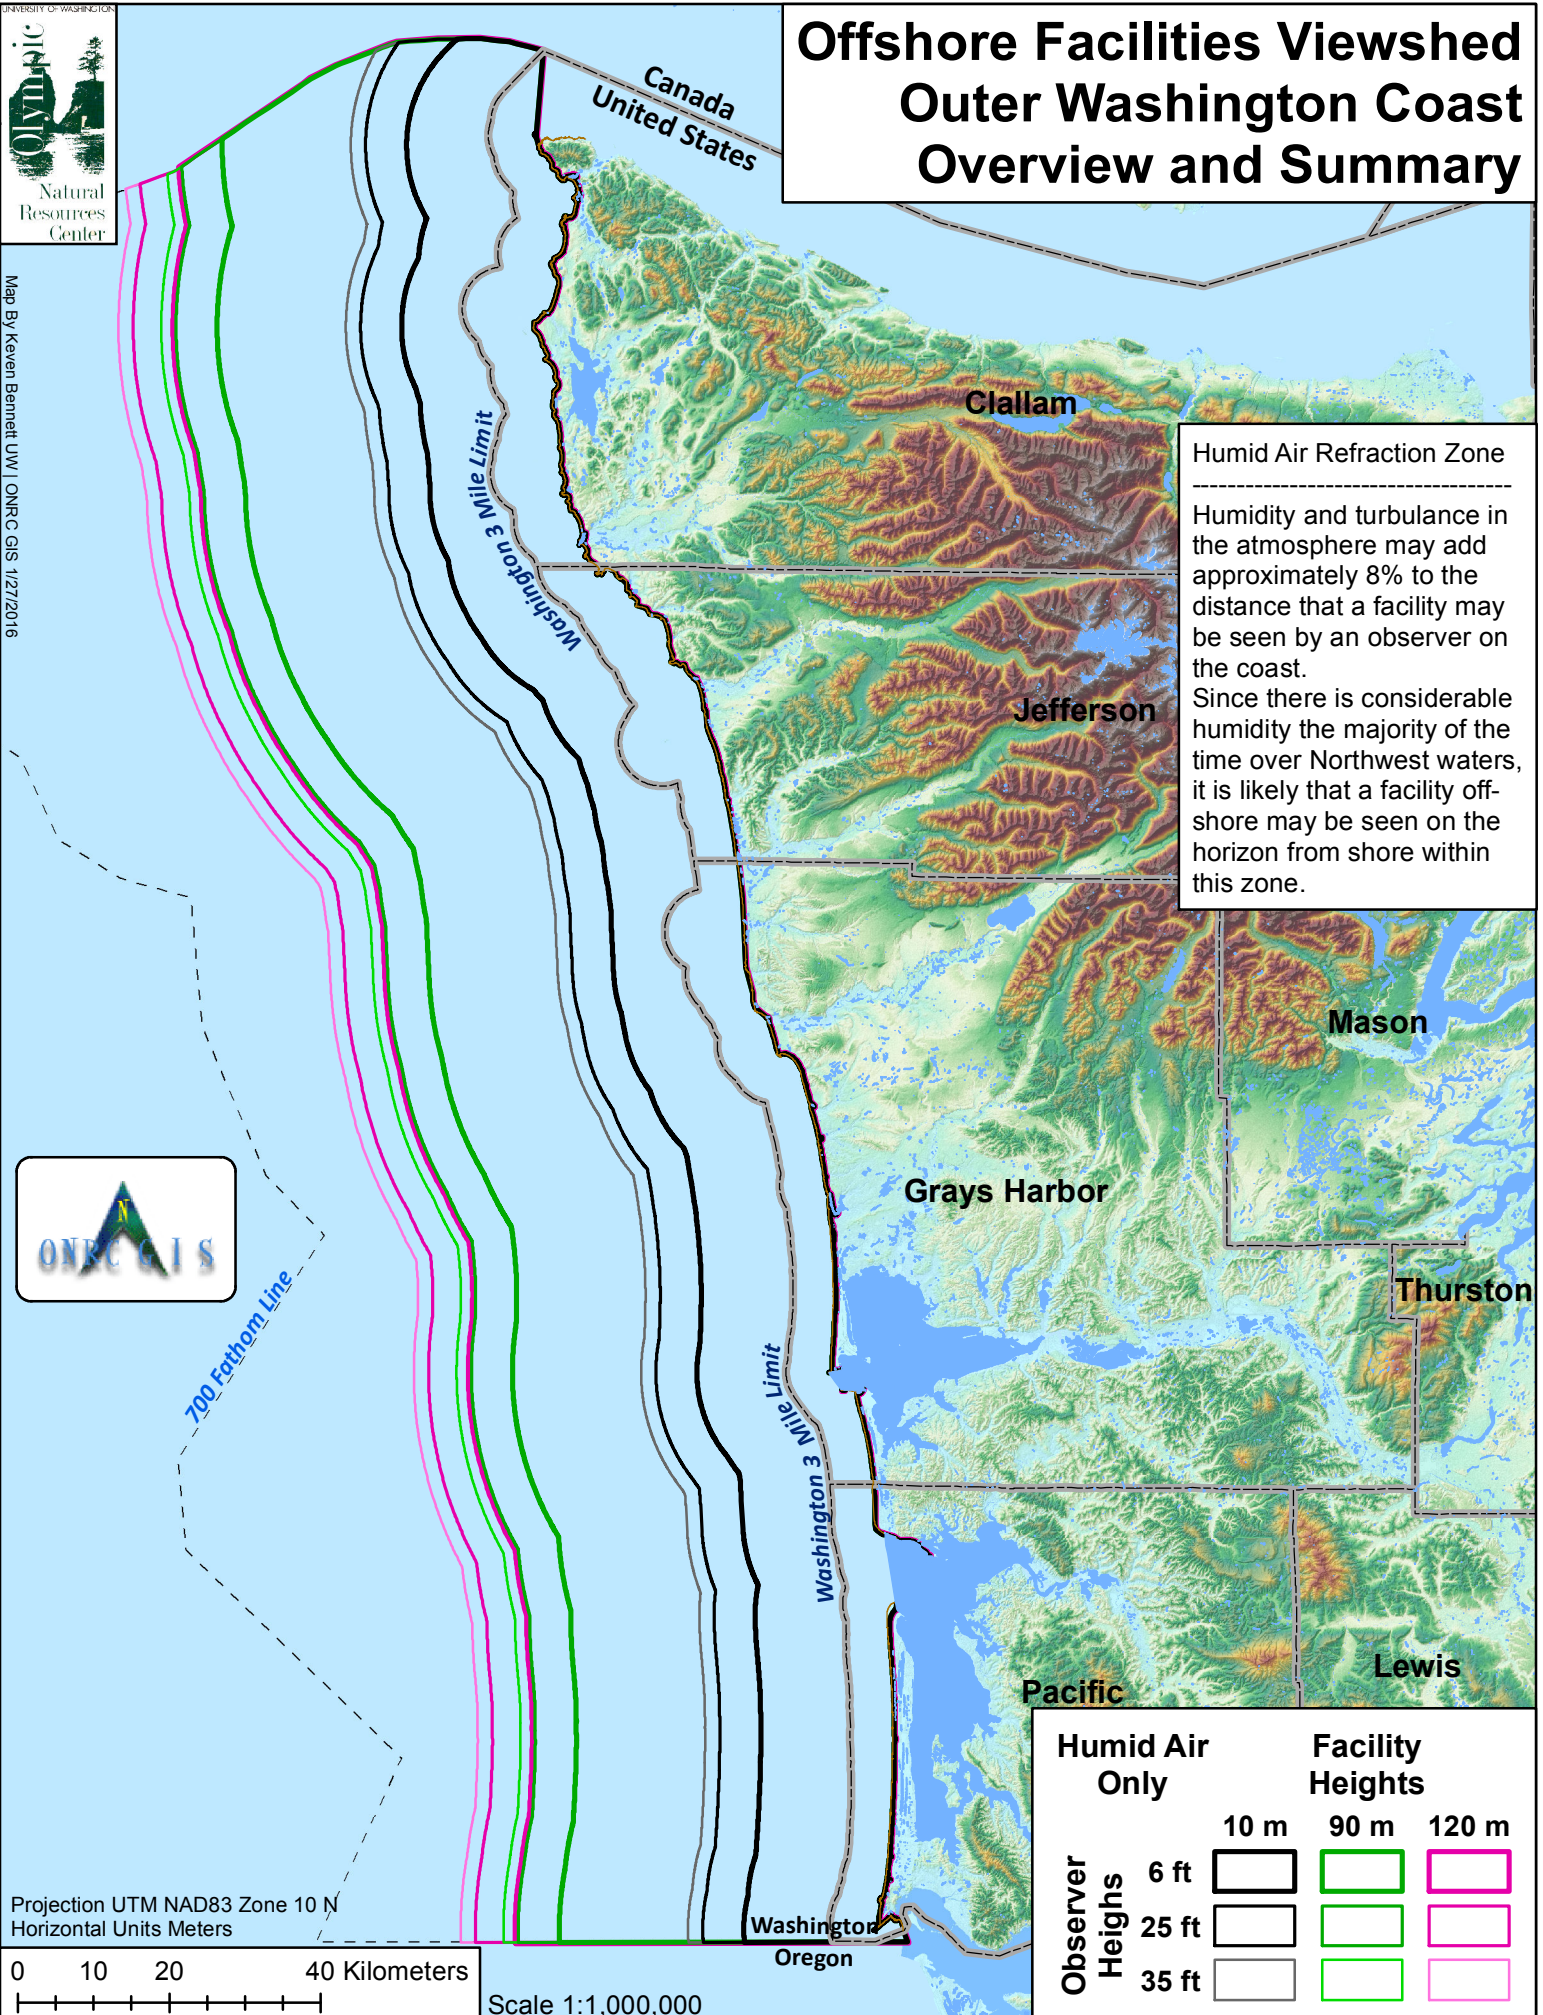 UNIVERSITY OF WASHINGTON
Olympic
Natural
Resources
Center
Offshore Facilities Viewshed
Outer Washington Coast
Overview and Summary
Canada
United States
Map By Keven Bennett UW | ONRC GIS 1/27/2016
Washington 3 Mile Limit
Clallam
Humid Air Refraction Zone
------------------------------------
Humidity and turbulance in
the atmosphere may add
approximately 8% to the
distance that a facility may
be seen by an observer on
the coast.
Since there is considerable
humidity the majority of the
time over Northwest waters,
it is likely that a facility off-
shore may be seen on the
horizon from shore within
this zone.
Jefferson
Mason
Grays Harbor
Thurston
N
ONRC GIS
700 Fathom Line
Washington 3 Mile Limit
Lewis
Pacific
Humid Air
Only
Facility
Heights
10 m 90 m 120 m
Observer
Heighs
6 ft
25 ft
35 ft
Washington
Oregon
Projection UTM NAD83 Zone 10 N
Horizontal Units Meters
0 10 20 40 Kilometers
Scale 1:1,000,000